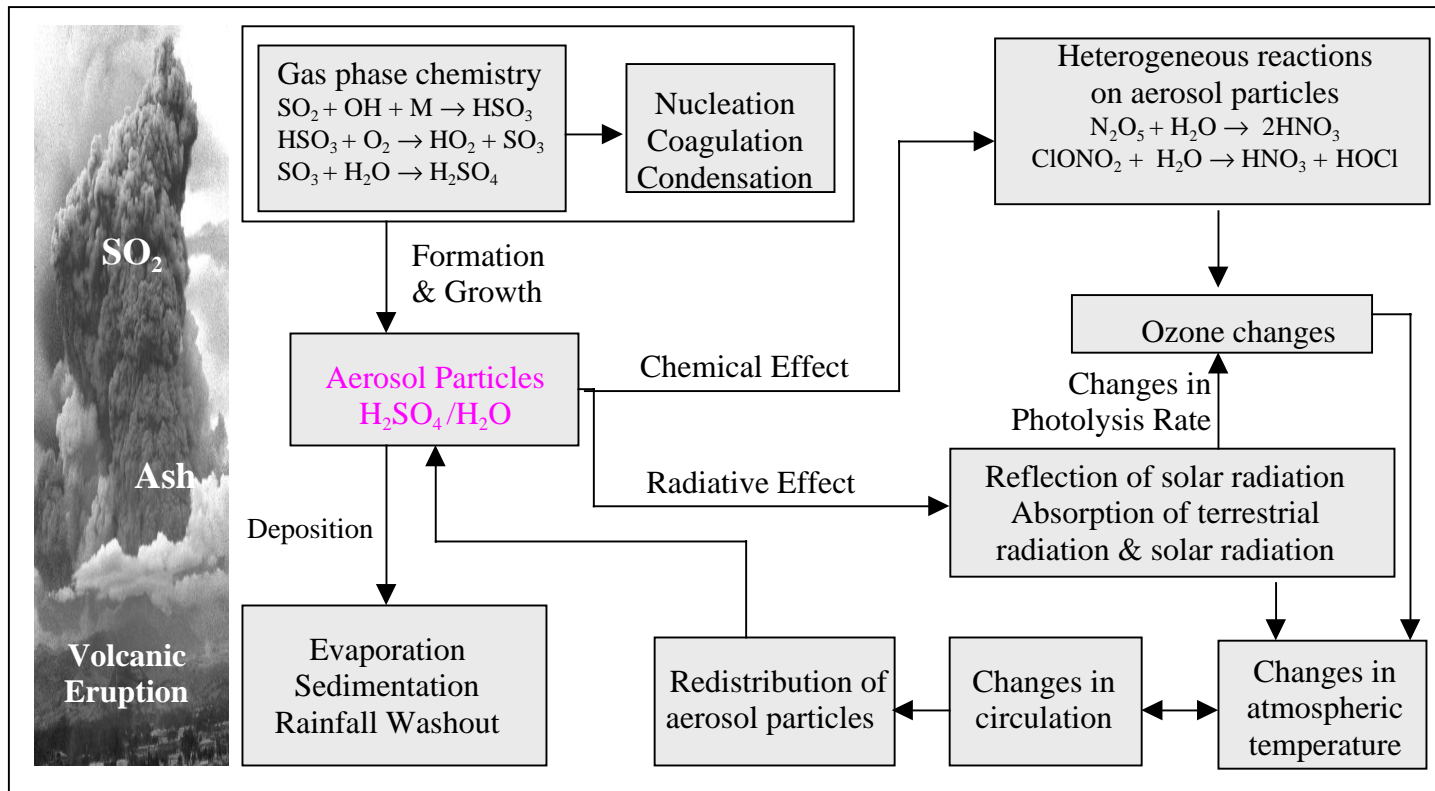 SO₂
Ash
Volcanic
Eruption
Gas phase chemistry
SO₂ + OH + M → HSO₃
HSO₃ + O₂ → HO₂ + SO₃
SO₃ + H₂O → H₂SO₄
Nucleation
Coagulation
Condensation
Heterogeneous reactions
on aerosol particles
N₂O₅ + H₂O → 2HNO₃
ClONO₂ + H₂O → HNO₃ + HOCl
Formation
& Growth
Aerosol Particles
H₂SO₄ /H₂O
Chemical Effect
Ozone changes
Changes in
Photolysis Rate
Radiative Effect
Reflection of solar radiation
Absorption of terrestrial
radiation & solar radiation
Deposition
Evaporation
Sedimentation
Rainfall Washout
Redistribution of
aerosol particles
Changes in
circulation
Changes in
atmospheric
temperature